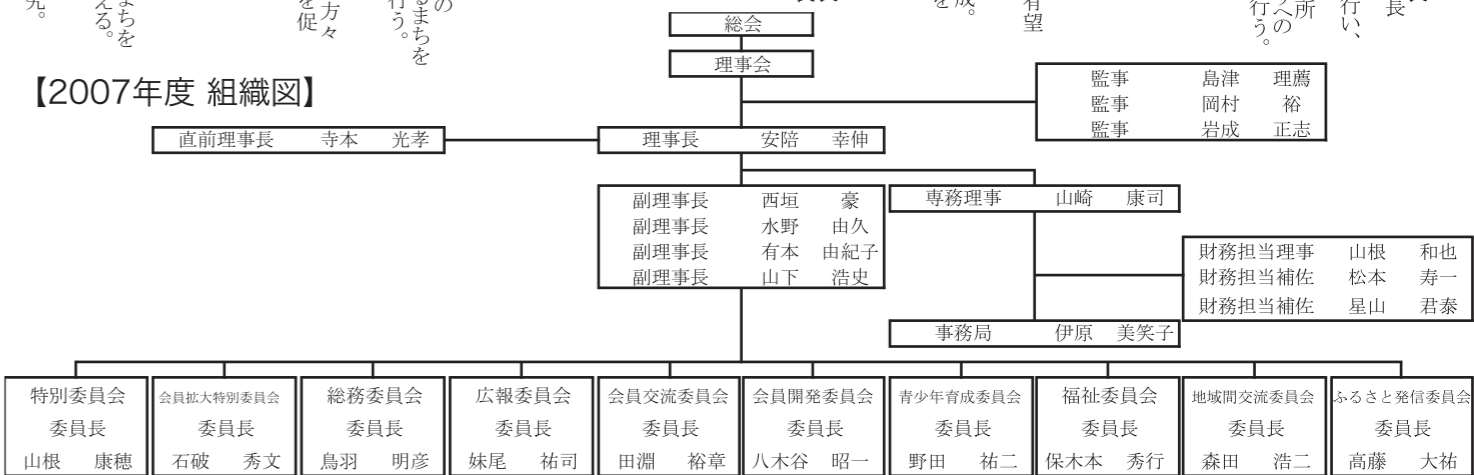 総会
理事会
【2007年度 組織図】
監事 島津 理薦
監事 岡村 裕
監事 岩成 正志
直前理事長 寺本 光孝
理事長 安陪 幸伸
副理事長 西垣 豪
副理事長 水野 由久
副理事長 有本 由紀子
副理事長 山下 浩史
専務理事 山崎 康司
財務担当理事 山根 和也
財務担当補佐 松本 寿一
財務担当補佐 星山 君泰
事務局 伊原 美笑子
特別委員会
委員長
山根 康穂
会員拡大特別委員会
委員長
石破 秀文
総務委員会
委員長
鳥羽 明彦
広報委員会
委員長
妹尾 祐司
会員交流委員会
委員長
田淵 裕章
会員開発委員会
委員長
八木谷 昭一
青少年育成委員会
委員長
野田 祐二
福祉委員会
委員長
保木本 秀行
地域間交流委員会
委員長
森田 浩二
ふるさと発信委員会
委員長
高藤 大祐